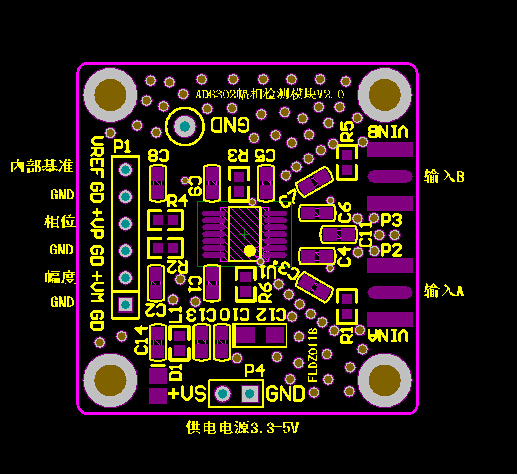 AD8302幅相检测模块V2.0
GND
P1
C8
C9
R3
C5
R5
VINB
内部基准
VREF
GND
GD
C7
输入B
R4
C6
相位
+VP
C11
P3
GND
GD
R2
C4
P2
幅度
+VM
C3
U1
R6
C1
输入A
GND
GD
C2
L1
C13
C10
C12
R1
VINA
C14
D1
FLDZ011B
P4
+VS
GND
供电电源3.3-5V